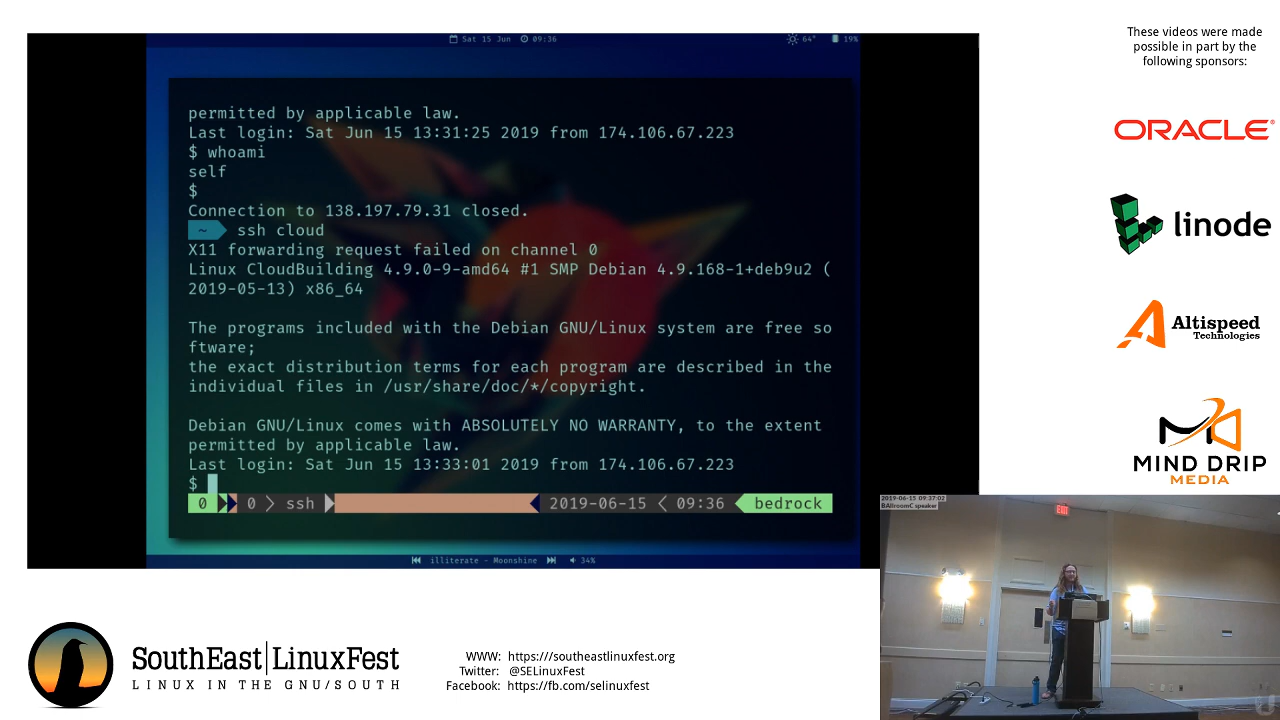 These videos were made
possible in part by the
following sponsors:
ORACLE®
linode
Altispeed
Technologies
MIND DRIP
MEDIA
Sat 15 Jun 09:36 64° 19%
permitted by applicable law.
Last login: Sat Jun 15 13:31:25 2019 from 174.106.67.223
$ whoami
self
$
Connection to 138.197.79.31 closed.
~ ssh cloud
X11 forwarding request failed on channel 0
Linux CloudBuilding 4.9.0-9-amd64 #1 SMP Debian 4.9.168-1+deb9u2 (
2019-05-13) x86_64
The programs included with the Debian GNU/Linux system are free so
ftware;
the exact distribution terms for each program are described in the
individual files in /usr/share/doc/*/copyright.
Debian GNU/Linux comes with ABSOLUTELY NO WARRANTY, to the extent
permitted by applicable law.
Last login: Sat Jun 15 13:33:01 2019 from 174.106.67.223
$
0 0 > ssh 2019-06-15 < 09:36 bedrock
illiterate - Moonshine 34%
2019-06-15 09:37:02
BAllroomC speaker
EXIT
SouthEast|LinuxFest
LINUX IN THE GNU/SOUTH
WWW: https:///southeastlinuxfest.org
Twitter: @SELinuxFest
Facebook: https://fb.com/selinuxfest